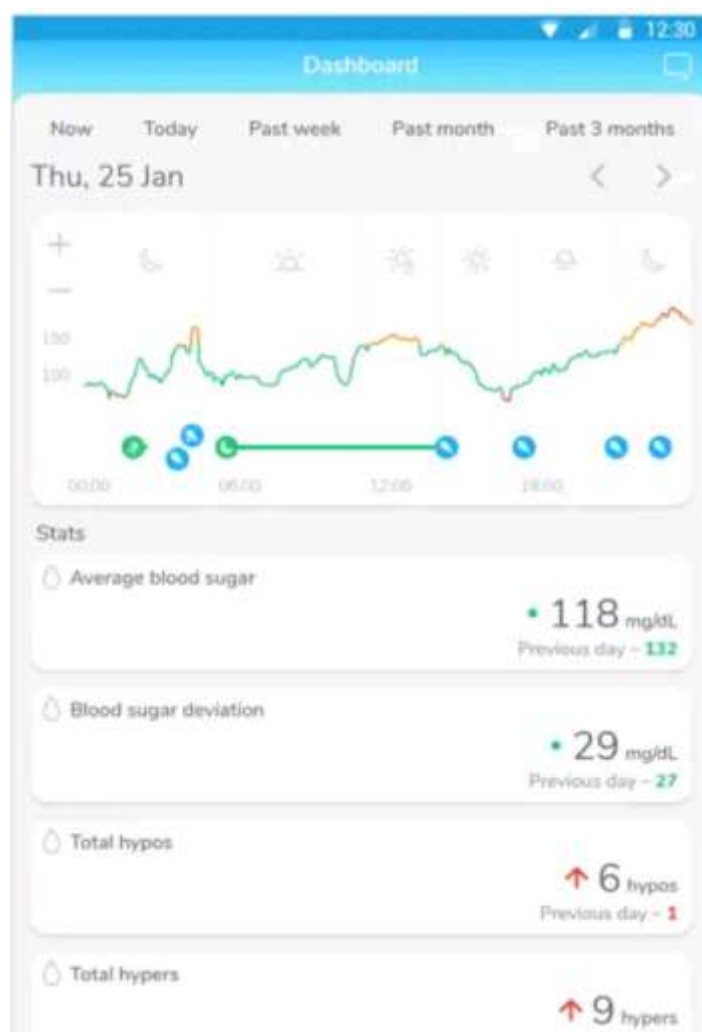 12:30
Dashboard
Now Today Past week Past month Past 3 months
Thu, 25 Jan
150
100
00:00 06:00 12:00 18:00
Stats
Average blood sugar
118 mg/dL
Previous day – 132
Blood sugar deviation
29 mg/dL
Previous day – 27
Total hypos
6 hypos
Previous day – 1
Total hypers
9 hypers